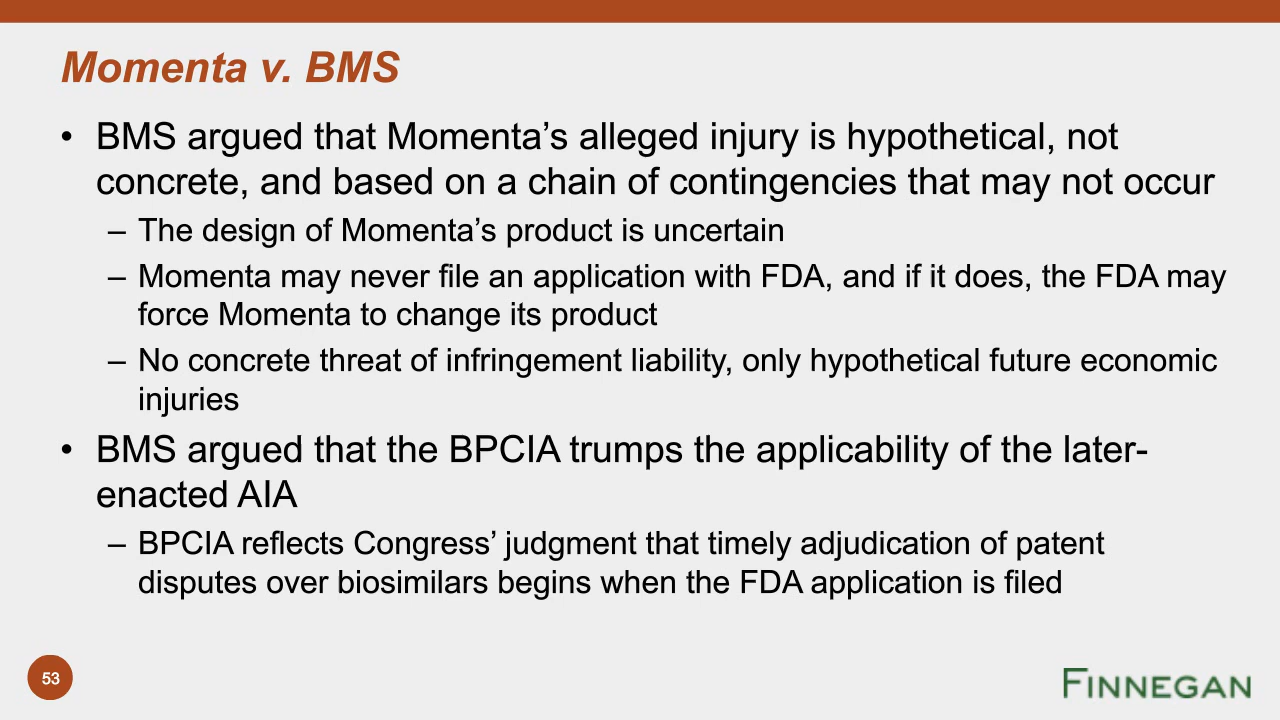 Momenta v. BMS
• BMS argued that Momenta’s alleged injury is hypothetical, not
concrete, and based on a chain of contingencies that may not occur
– The design of Momenta’s product is uncertain
– Momenta may never file an application with FDA, and if it does, the FDA may
force Momenta to change its product
– No concrete threat of infringement liability, only hypothetical future economic
injuries
• BMS argued that the BPCIA trumps the applicability of the later-
enacted AIA
– BPCIA reflects Congress’ judgment that timely adjudication of patent
disputes over biosimilars begins when the FDA application is filed
53
FINNEGAN